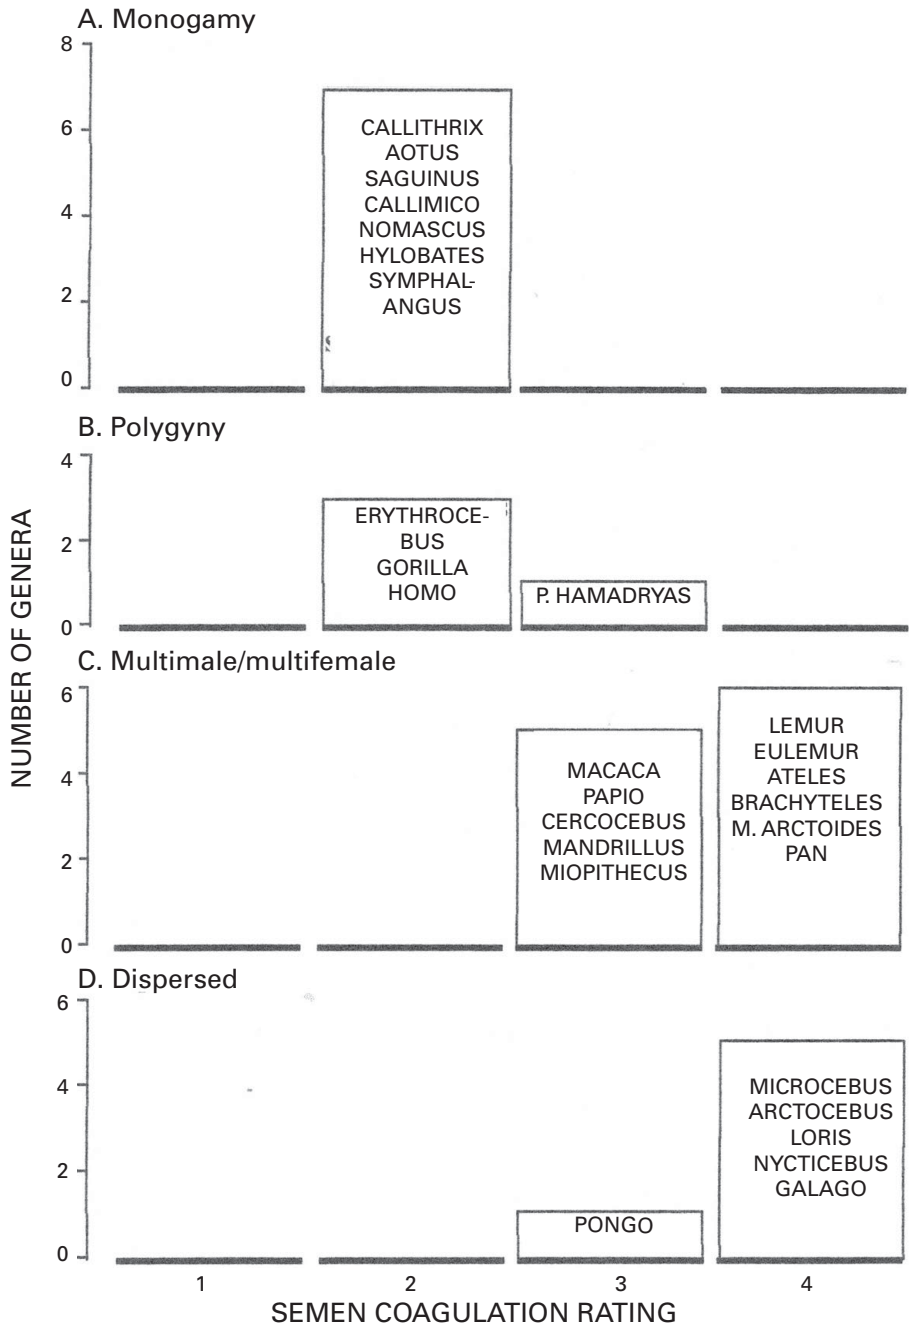 A. Monogamy
8
6
4
2
0
CALLITHRIX
AOTUS
SAGUINUS
CALLIMICO
NOMASCUS
HYLOBATES
SYMPHAL-
ANGUS
B. Polygyny
4
2
0
ERYTHROCE-
BUS
GORILLA
HOMO
P. HAMADRYAS
NUMBER OF GENERA
C. Multimale/multifemale
6
4
2
0
MACACA
PAPIO
CERCOCEBUS
MANDRILLUS
MIOPITHECUS
LEMUR
EULEMUR
ATELES
BRACHYTELES
M. ARCTOIDES
PAN
D. Dispersed
6
4
2
0
PONGO
MICROCEBUS
ARCTOCEBUS
LORIS
NYCTICEBUS
GALAGO
1 2 3 4
SEMEN COAGULATION RATING